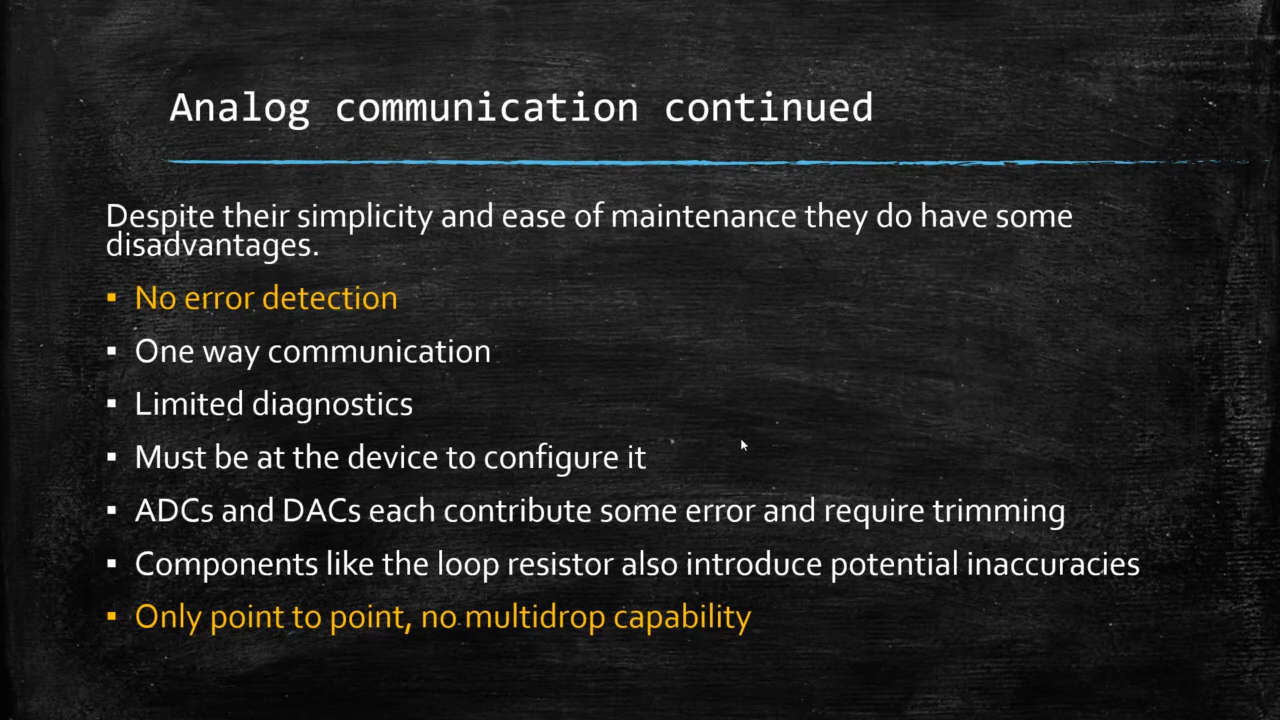 Analog communication continued
Despite their simplicity and ease of maintenance they do have some
disadvantages.
▪ No error detection
▪ One way communication
▪ Limited diagnostics
▪ Must be at the device to configure it
▪ ADCs and DACs each contribute some error and require trimming
▪ Components like the loop resistor also introduce potential inaccuracies
▪ Only point to point, no multidrop capability